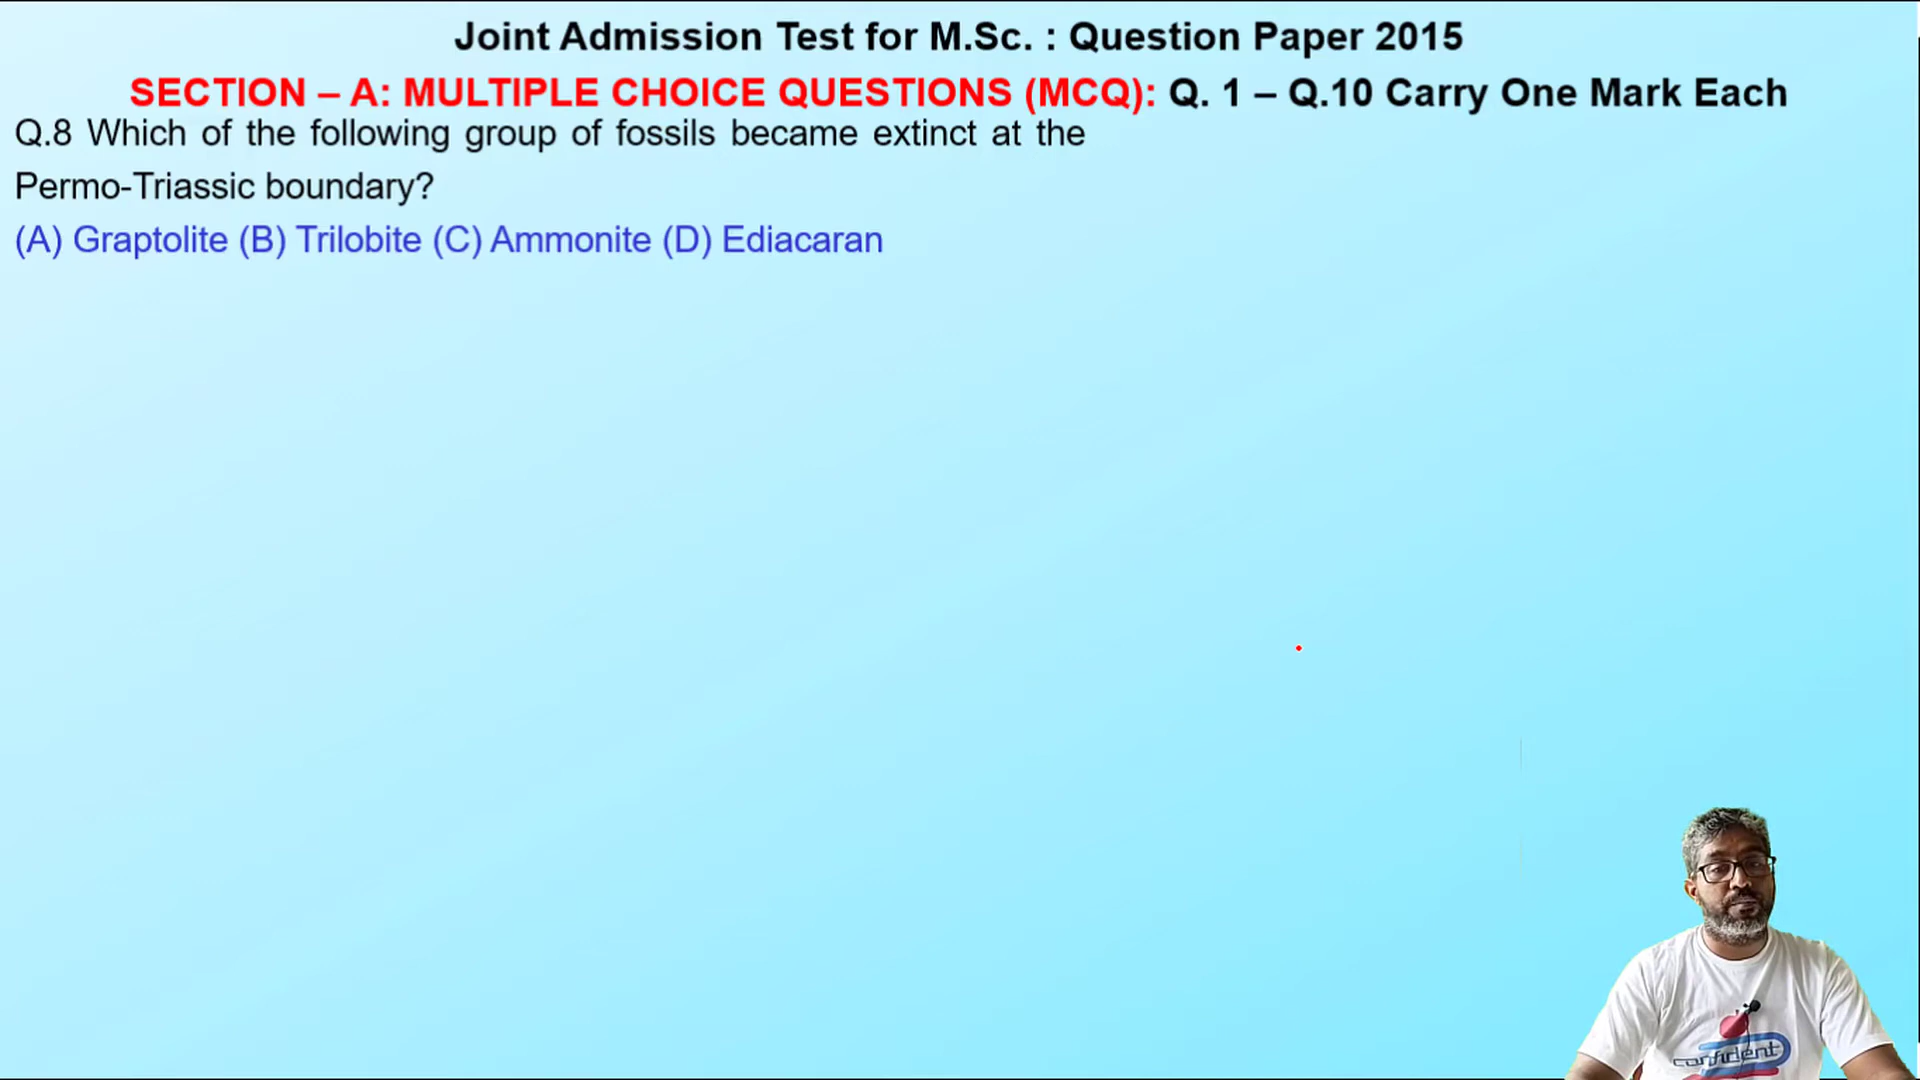 Joint Admission Test for M.Sc. : Question Paper 2015
SECTION – A: MULTIPLE CHOICE QUESTIONS (MCQ): Q. 1 – Q.10 Carry One Mark Each
Q.8 Which of the following group of fossils became extinct at the
Permo-Triassic boundary?
(A) Graptolite (B) Trilobite (C) Ammonite (D) Ediacaran
confident